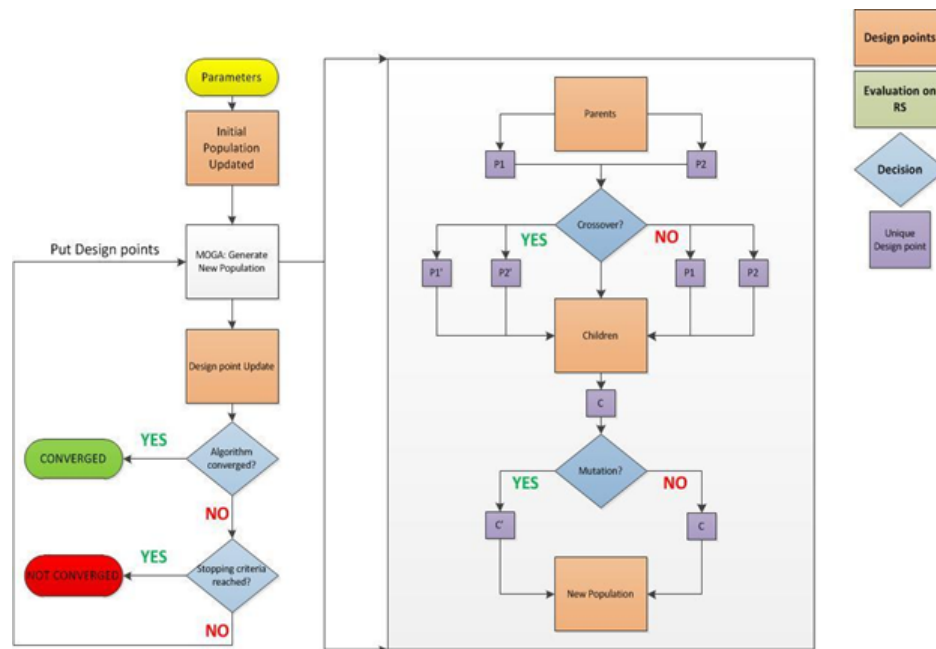 Parameters
Initial
Population
Updated
Put Design points
MOGA: Generate
New Population
Design point Update
Algorithm
converged?
YES
CONVERGED
NO
Stopping criteria
reached?
YES
NOT CONVERGED
NO
Parents
P1
P2
Crossover?
YES
NO
P1'
P2'
P1
P2
Children
C
Mutation?
YES
NO
C'
C
New Population
Design points
Evaluation on
RS
Decision
Unique
Design point